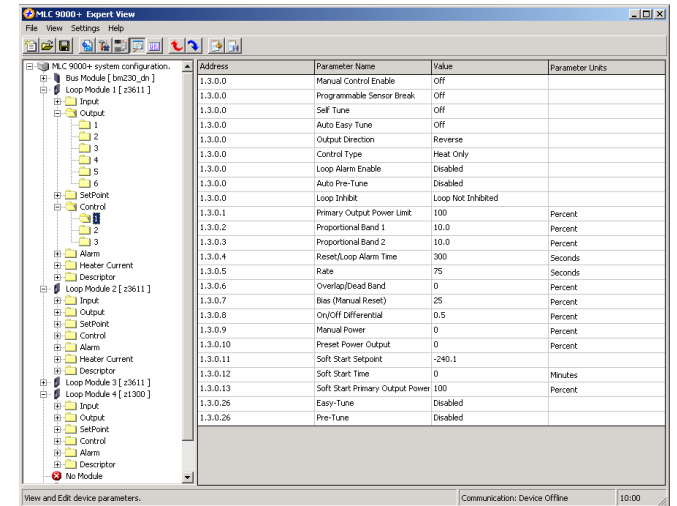 MLC 9000+ Expert View
File View Settings Help
MLC 9000+ system configuration.
Bus Module [ bm230_dn ]
Loop Module 1 [ z3611 ]
Input
Output
1
2
3
4
5
6
SetPoint
Control
1
2
3
Alarm
Heater Current
Descriptor
Loop Module 2 [ z3611 ]
Input
Output
SetPoint
Control
Alarm
Heater Current
Descriptor
Loop Module 3 [ z3611 ]
Loop Module 4 [ z1300 ]
Input
Output
SetPoint
Control
Alarm
Descriptor
No Module
Address Parameter Name Value Parameter Units
1.3.0.0 Manual Control Enable Off
1.3.0.0 Programmable Sensor Break Off
1.3.0.0 Self Tune Off
1.3.0.0 Auto Easy Tune Off
1.3.0.0 Output Direction Reverse
1.3.0.0 Control Type Heat Only
1.3.0.0 Loop Alarm Enable Disabled
1.3.0.0 Auto Pre-Tune Disabled
1.3.0.0 Loop Inhibit Loop Not Inhibited
1.3.0.1 Primary Output Power Limit 100 Percent
1.3.0.2 Proportional Band 1 10.0 Percent
1.3.0.3 Proportional Band 2 10.0 Percent
1.3.0.4 Reset/Loop Alarm Time 300 Seconds
1.3.0.5 Rate 75 Seconds
1.3.0.6 Overlap/Dead Band 0 Percent
1.3.0.7 Bias (Manual Reset) 25 Percent
1.3.0.8 On/Off Differential 0.5 Percent
1.3.0.9 Manual Power 0 Percent
1.3.0.10 Preset Power Output 0 Percent
1.3.0.11 Soft Start Setpoint -240.1
1.3.0.12 Soft Start Time 0 Minutes
1.3.0.13 Soft Start Primary Output Power 100 Percent
1.3.0.26 Easy-Tune Disabled
1.3.0.26 Pre-Tune Disabled
View and Edit device parameters. Communication: Device Offline 10:00